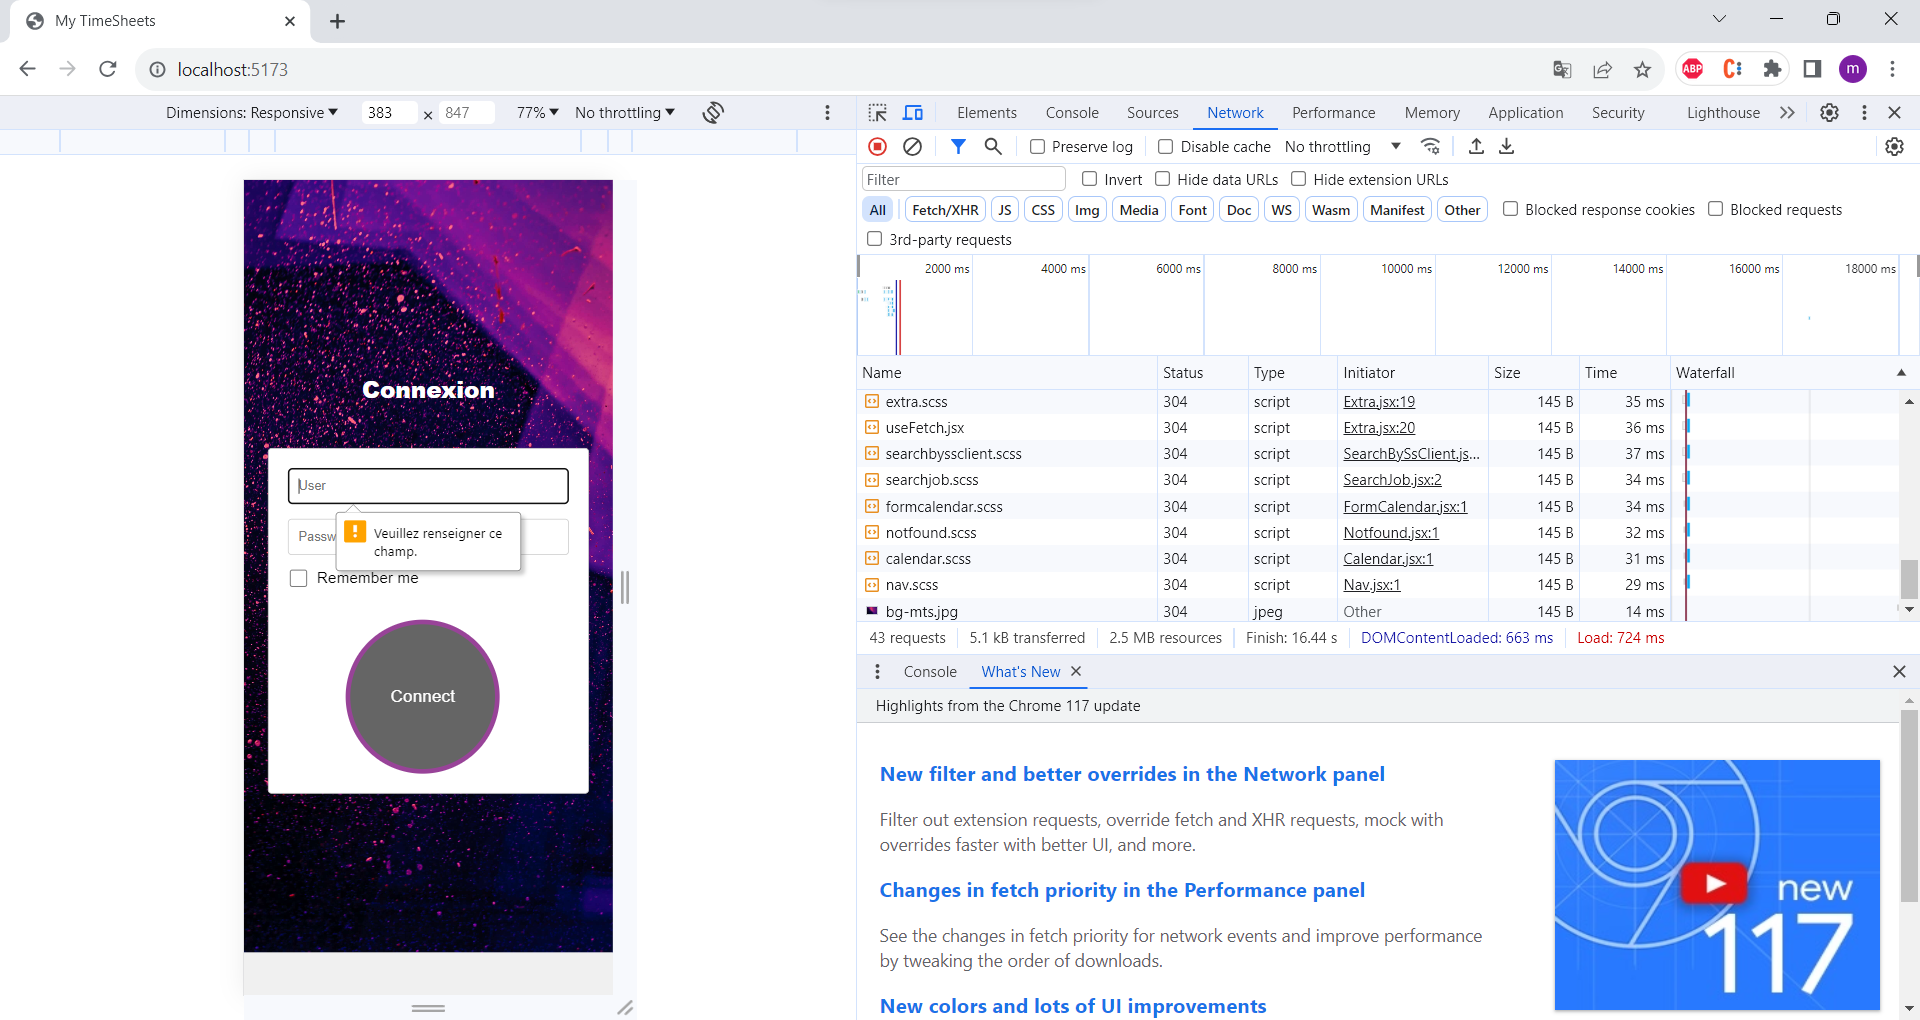 My TimeSheets
localhost:5173
ABP
m
Dimensions: Responsive
383
×
847
77%
No throttling
Elements
Console
Sources
Network
Performance
Memory
Application
Security
Lighthouse
Preserve log
Disable cache
No throttling
Filter
Invert
Hide data URLs
Hide extension URLs
All
Fetch/XHR
JS
CSS
Img
Media
Font
Doc
WS
Wasm
Manifest
Other
Blocked response cookies
Blocked requests
3rd-party requests
2000 ms
4000 ms
6000 ms
8000 ms
10000 ms
12000 ms
14000 ms
16000 ms
18000 ms
Name Status Type Initiator Size Time Waterfall
extra.scss 304 script Extra.jsx:19 145 B 35 ms
useFetch.jsx 304 script Extra.jsx:20 145 B 36 ms
searchbyssclient.scss 304 script SearchBySsClient.js... 145 B 37 ms
searchjob.scss 304 script SearchJob.jsx:2 145 B 34 ms
formcalendar.scss 304 script FormCalendar.jsx:1 145 B 34 ms
notfound.scss 304 script Notfound.jsx:1 145 B 32 ms
calendar.scss 304 script Calendar.jsx:1 145 B 31 ms
nav.scss 304 script Nav.jsx:1 145 B 29 ms
bg-mts.jpg 304 jpeg Other 145 B 14 ms
43 requests
5.1 kB transferred
2.5 MB resources
Finish: 16.44 s
DOMContentLoaded: 663 ms
Load: 724 ms
Console
What's New
Highlights from the Chrome 117 update
New filter and better overrides in the Network panel
Filter out extension requests, override fetch and XHR requests, mock with
overrides faster with better UI, and more.
Changes in fetch priority in the Performance panel
See the changes in fetch priority for network events and improve performance
by tweaking the order of downloads.
New colors and lots of UI improvements
new
117
Connexion
User
Passw
Veuillez renseigner ce
champ.
Remember me
Connect